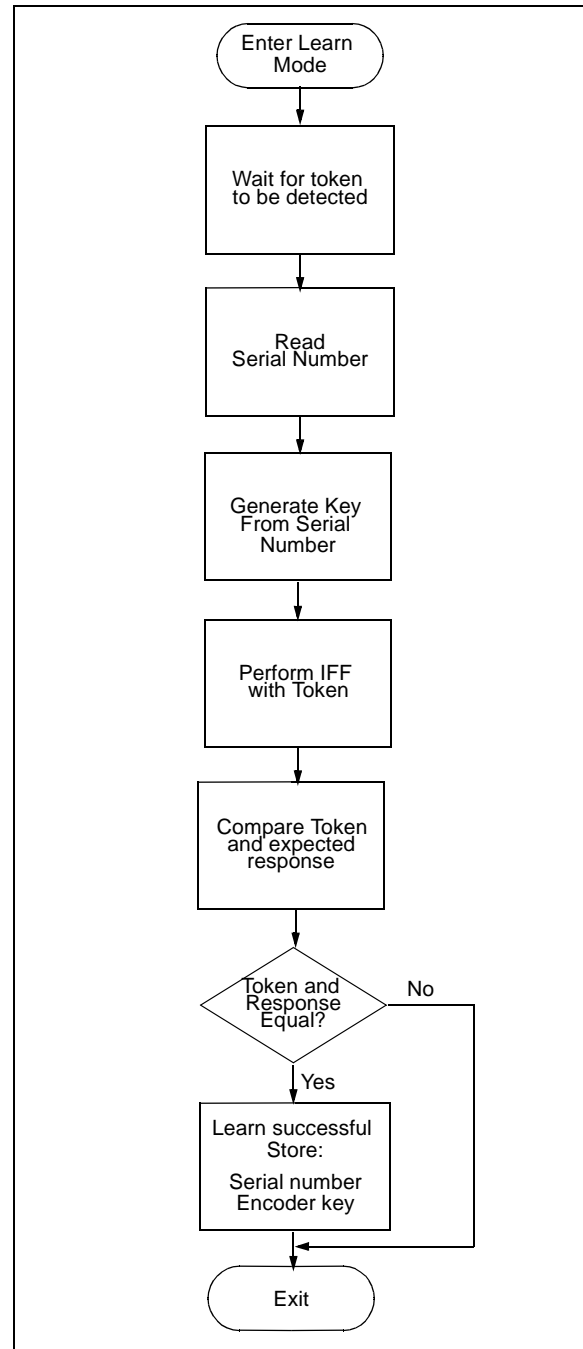 Enter Learn
Mode
Wait for token
to be detected
Read
Serial Number
Generate Key
From Serial
Number
Perform IFF
with Token
Compare Token
and expected
response
Token and
Response
Equal?
No
Yes
Learn successful
Store:
Serial number
Encoder key
Exit